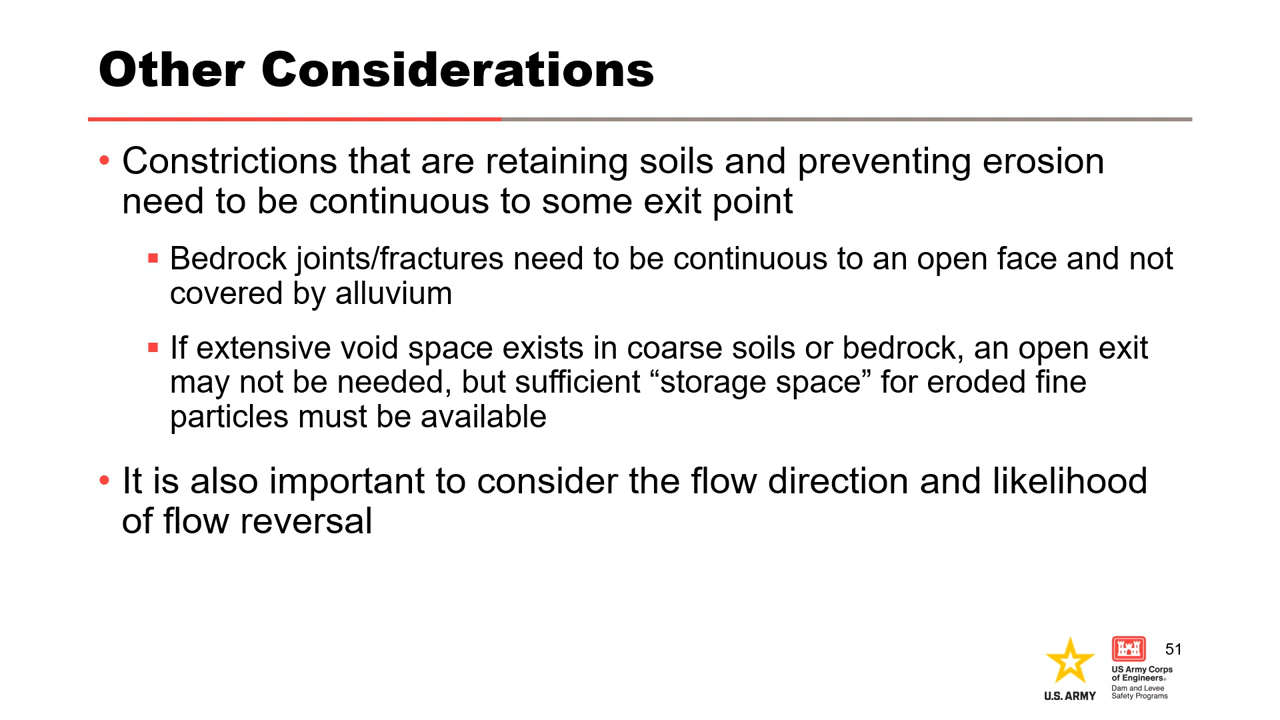 Other Considerations
• Constrictions that are retaining soils and preventing erosion
need to be continuous to some exit point
▪ Bedrock joints/fractures need to be continuous to an open face and not
covered by alluvium
▪ If extensive void space exists in coarse soils or bedrock, an open exit
may not be needed, but sufficient “storage space” for eroded fine
particles must be available
• It is also important to consider the flow direction and likelihood
of flow reversal
U.S. ARMY
US Army Corps
of Engineers®
Dam and Levee
Safety Programs
51